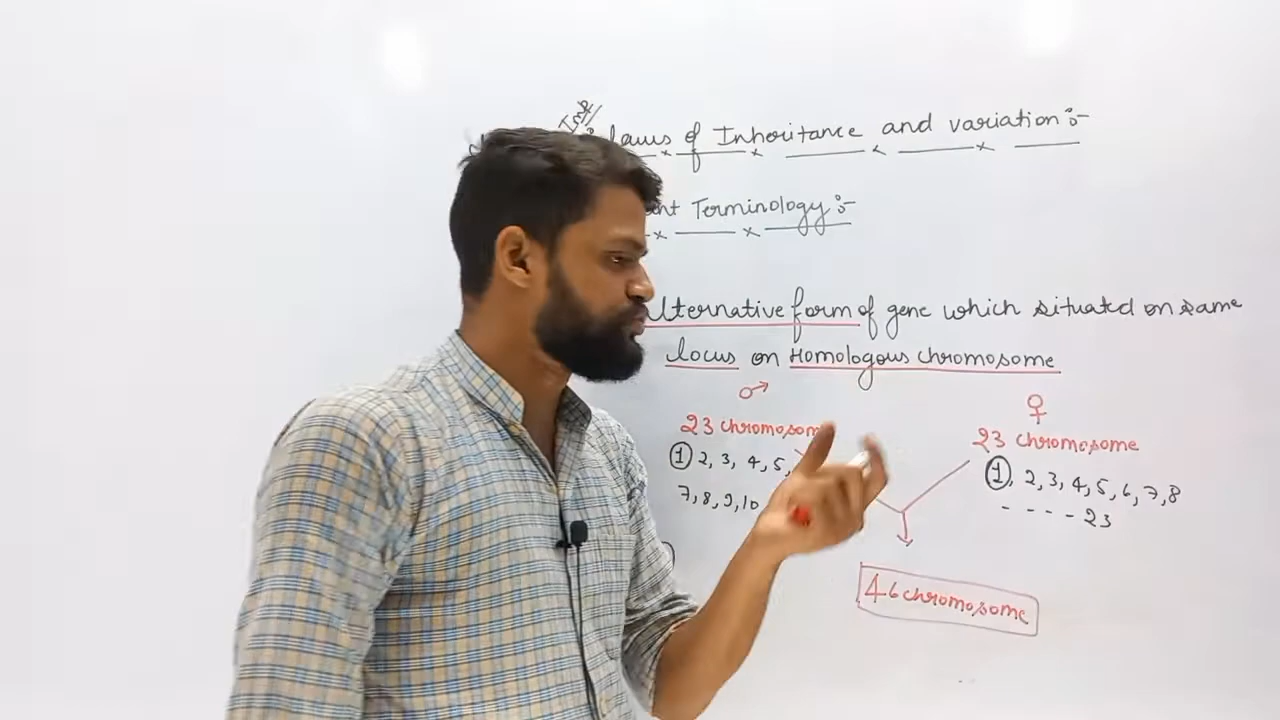 laws of Inheritance and variation :-
Terminology :-
lternative form of gene which situated on same
locus on Homologous chromosome
♂ ♀
23 chromosom 23 chromosome
1 2, 3, 4, 5, 1, 2, 3, 4, 5, 6, 7, 8
7, 8, 9, 10 - - - - 23
46 chromosome